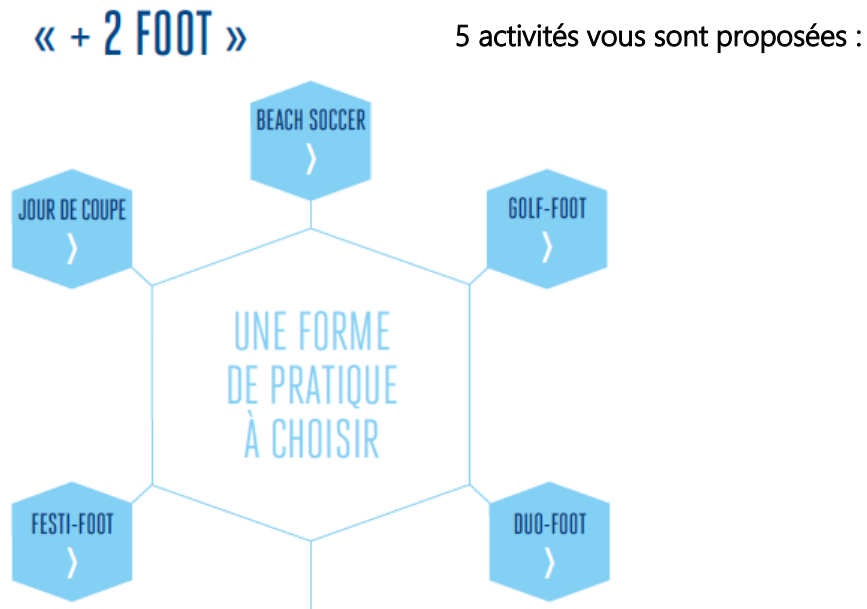 « + 2 FOOT »
5 activités vous sont proposées :
BEACH SOCCER
JOUR DE COUPE
GOLF-FOOT
UNE FORME
DE PRATIQUE
À CHOISIR
FESTI-FOOT
DUO-FOOT